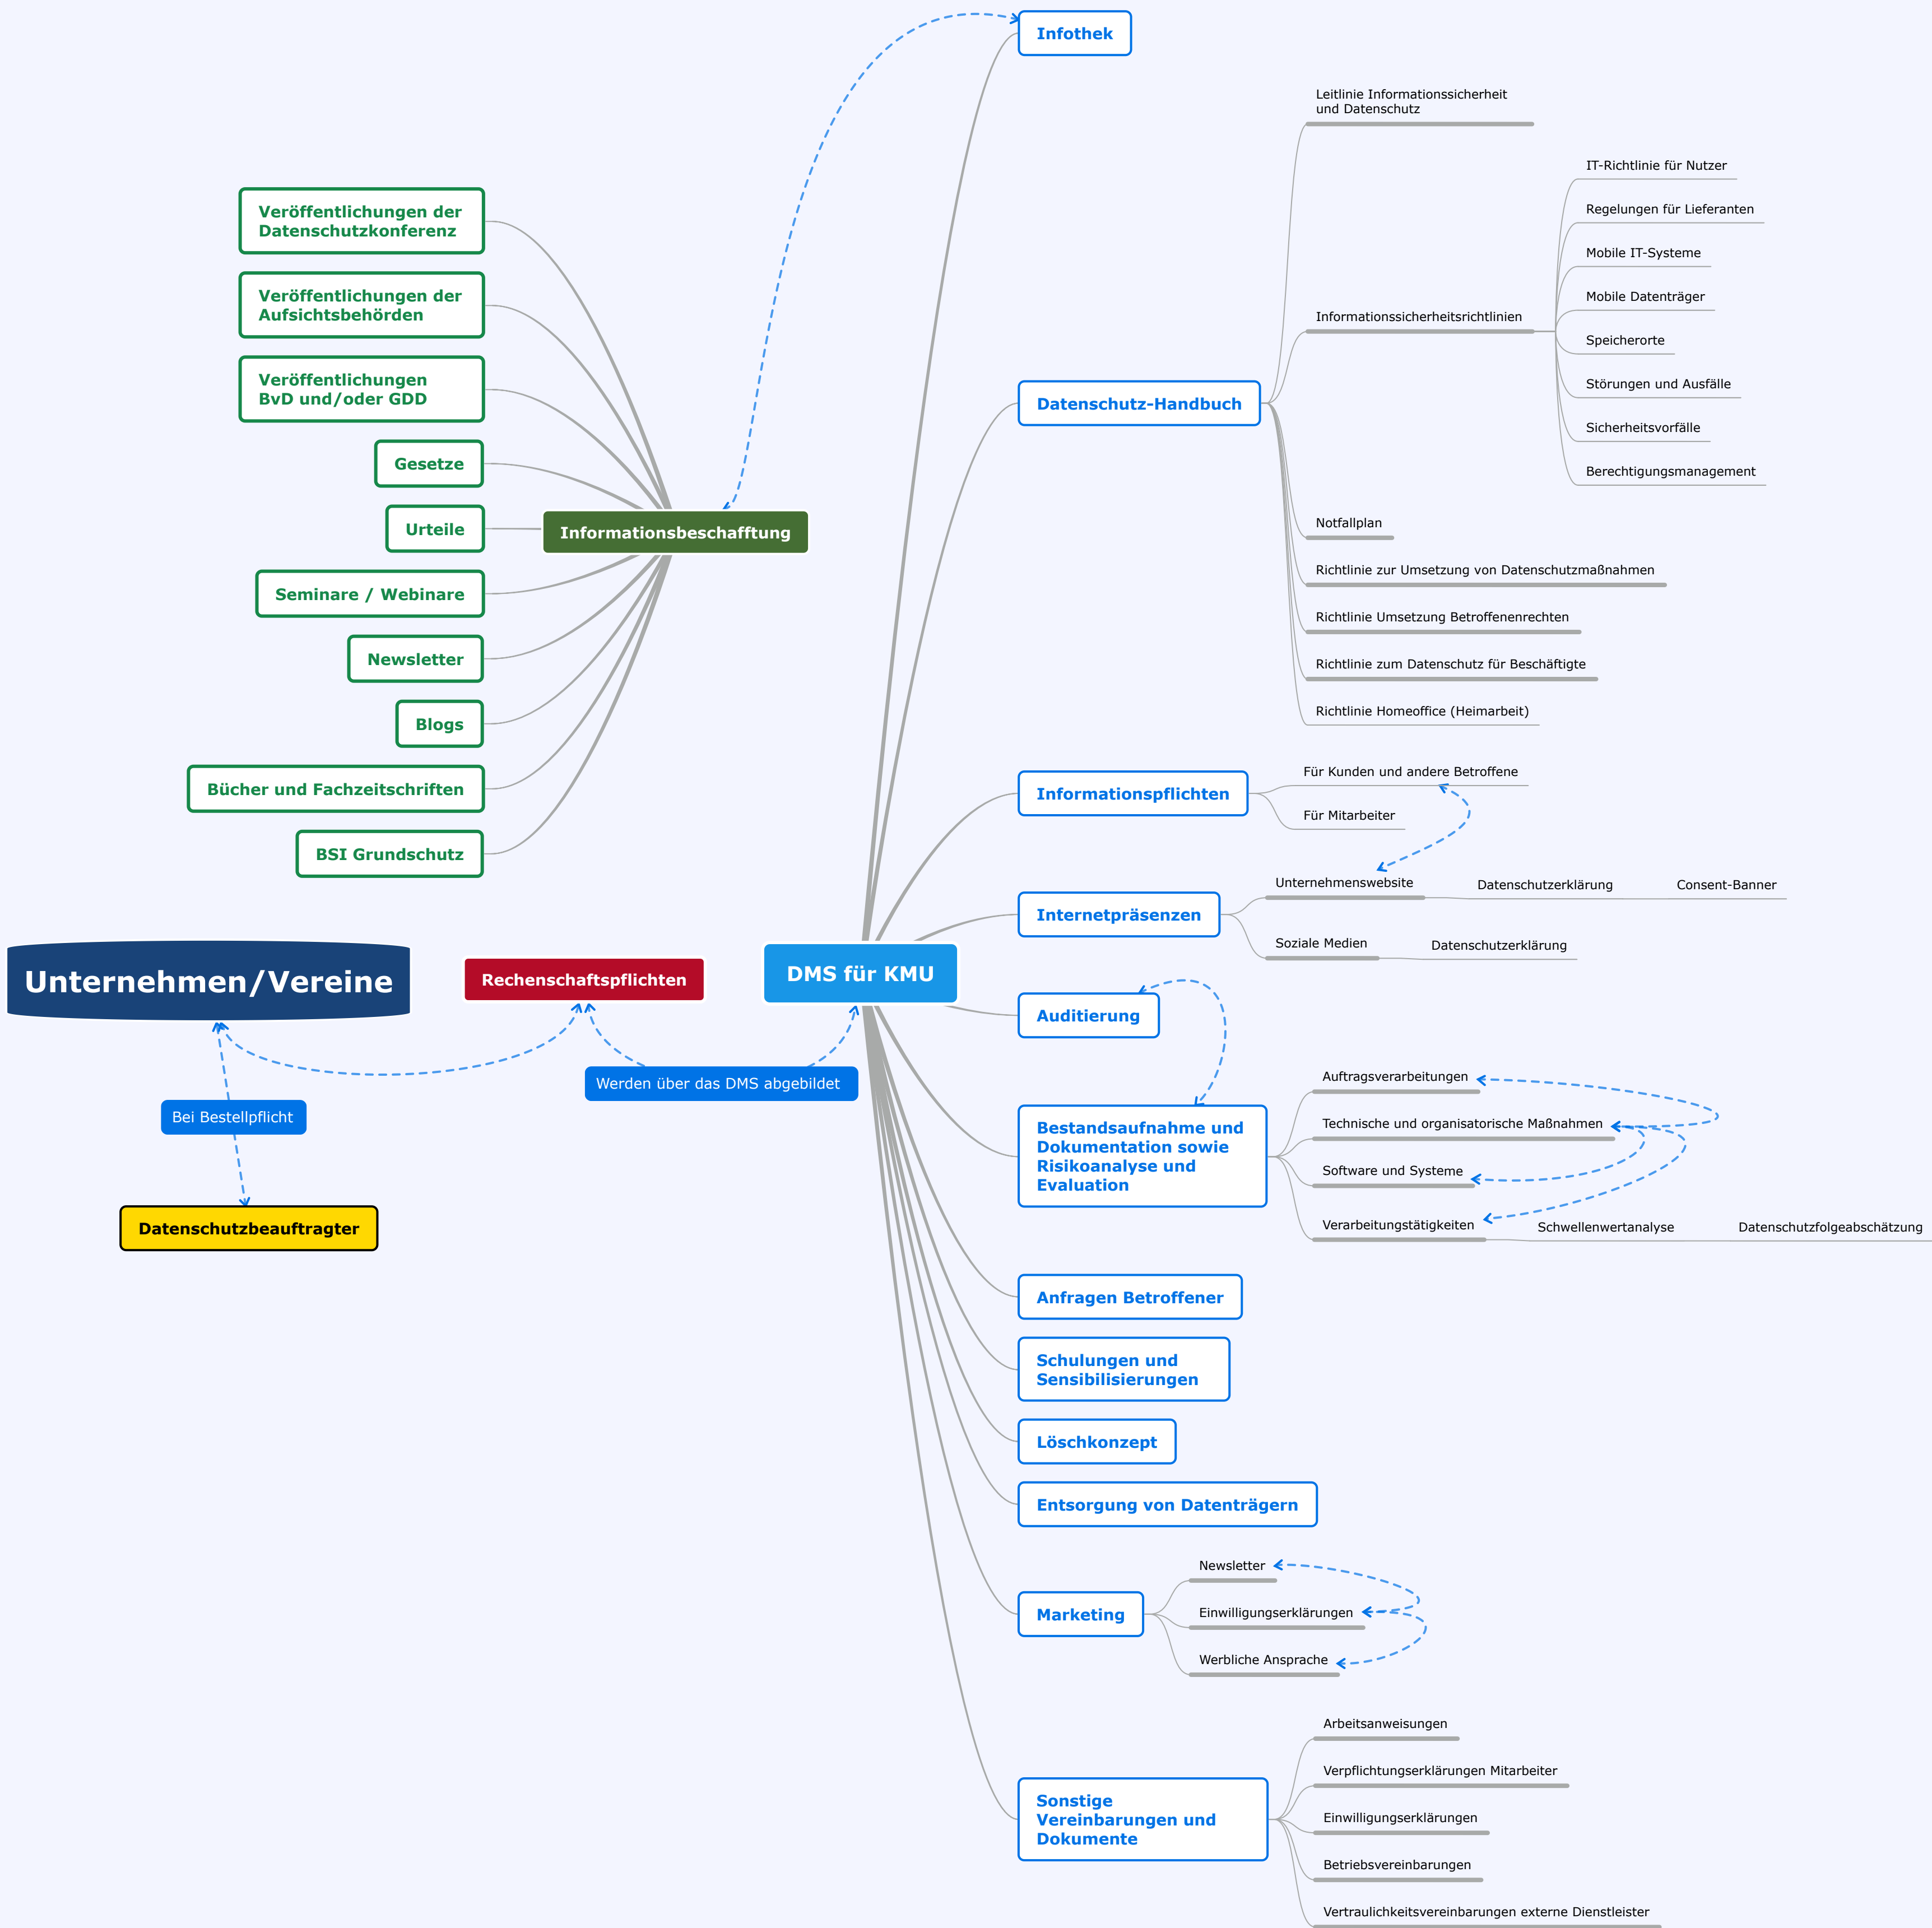 Infothek
Leitlinie Informationssicherheit
und Datenschutz
IT-Richtlinie für Nutzer
Regelungen für Lieferanten
Mobile IT-Systeme
Mobile Datenträger
Informationssicherheitsrichtlinien
Speicherorte
Störungen und Ausfälle
Sicherheitsvorfälle
Berechtigungsmanagement
Datenschutz-Handbuch
Notfallplan
Richtlinie zur Umsetzung von Datenschutzmaßnahmen
Richtlinie Umsetzung Betroffenenrechten
Richtlinie zum Datenschutz für Beschäftigte
Richtlinie Homeoffice (Heimarbeit)
Veröffentlichungen der
Datenschutzkonferenz
Veröffentlichungen der
Aufsichtsbehörden
Veröffentlichungen
BvD und/oder GDD
Gesetze
Urteile
Informationsbeschafftung
Seminare / Webinare
Newsletter
Blogs
Bücher und Fachzeitschriften
BSI Grundschutz
Informationspflichten
Für Kunden und andere Betroffene
Für Mitarbeiter
Internetpräsenzen
Unternehmenswebsite
Datenschutzerklärung
Consent-Banner
Soziale Medien
Datenschutzerklärung
Unternehmen/Vereine
Rechenschaftspflichten
DMS für KMU
Werden über das DMS abgebildet
Bei Bestellpflicht
Datenschutzbeauftragter
Auditierung
Bestandsaufnahme und
Dokumentation sowie
Risikoanalyse und
Evaluation
Auftragsverarbeitungen
Technische und organisatorische Maßnahmen
Software und Systeme
Verarbeitungstätigkeiten
Schwellenwertanalyse
Datenschutzfolgeabschätzung
Anfragen Betroffener
Schulungen und
Sensibilisierungen
Löschkonzept
Entsorgung von Datenträgern
Marketing
Newsletter
Einwilligungserklärungen
Werbliche Ansprache
Sonstige
Vereinbarungen und
Dokumente
Arbeitsanweisungen
Verpflichtungserklärungen Mitarbeiter
Einwilligungserklärungen
Betriebsvereinbarungen
Vertraulichkeitsvereinbarungen externe Dienstleister